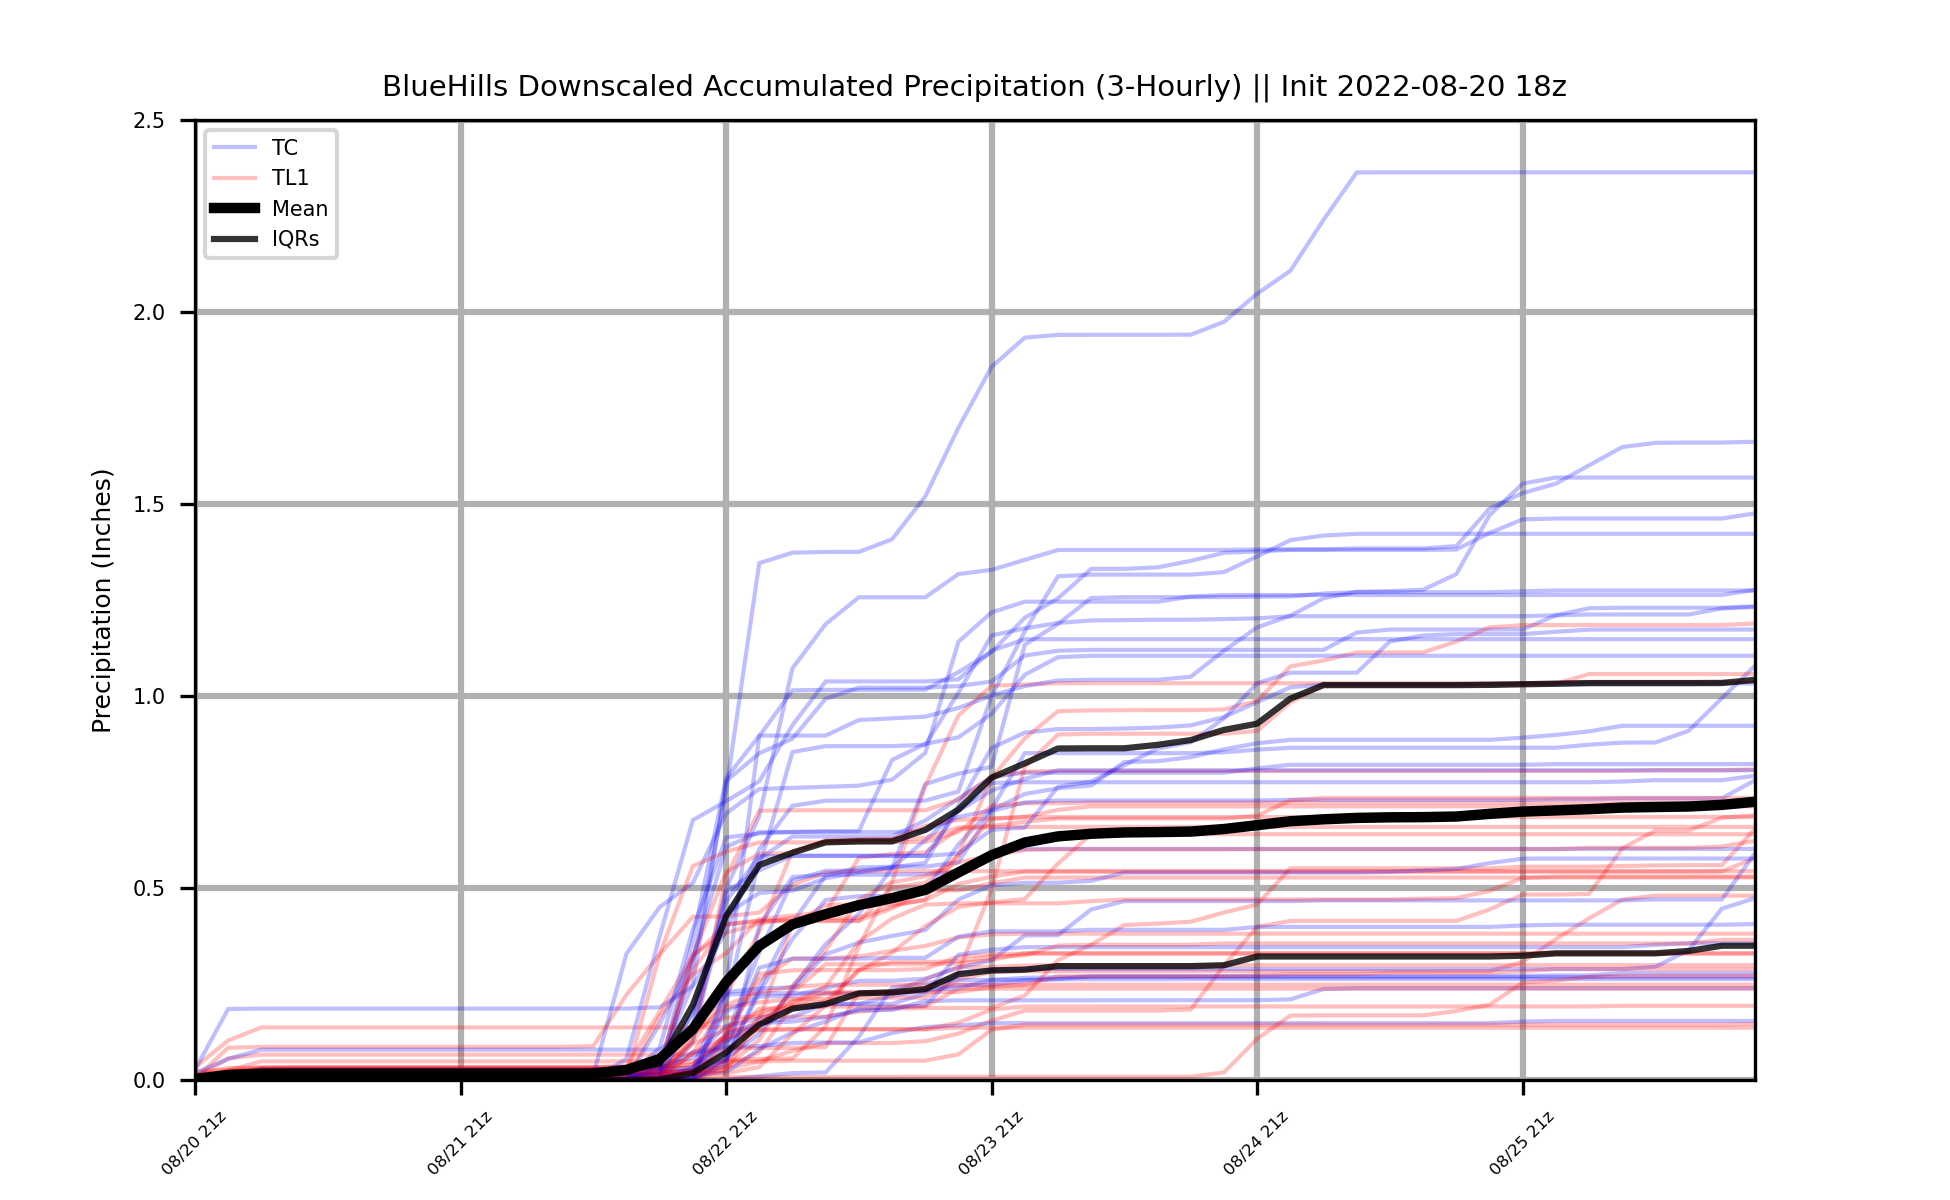 BlueHills Downscaled Accumulated Precipitation (3-Hourly) || Init 2022-08-20 18z
TC
TL1
Mean
IQRs
Precipitation (Inches)
2.5
2.0
1.5
1.0
0.5
0.0
08/20 21z
08/21 21z
08/22 21z
08/23 21z
08/24 21z
08/25 21z